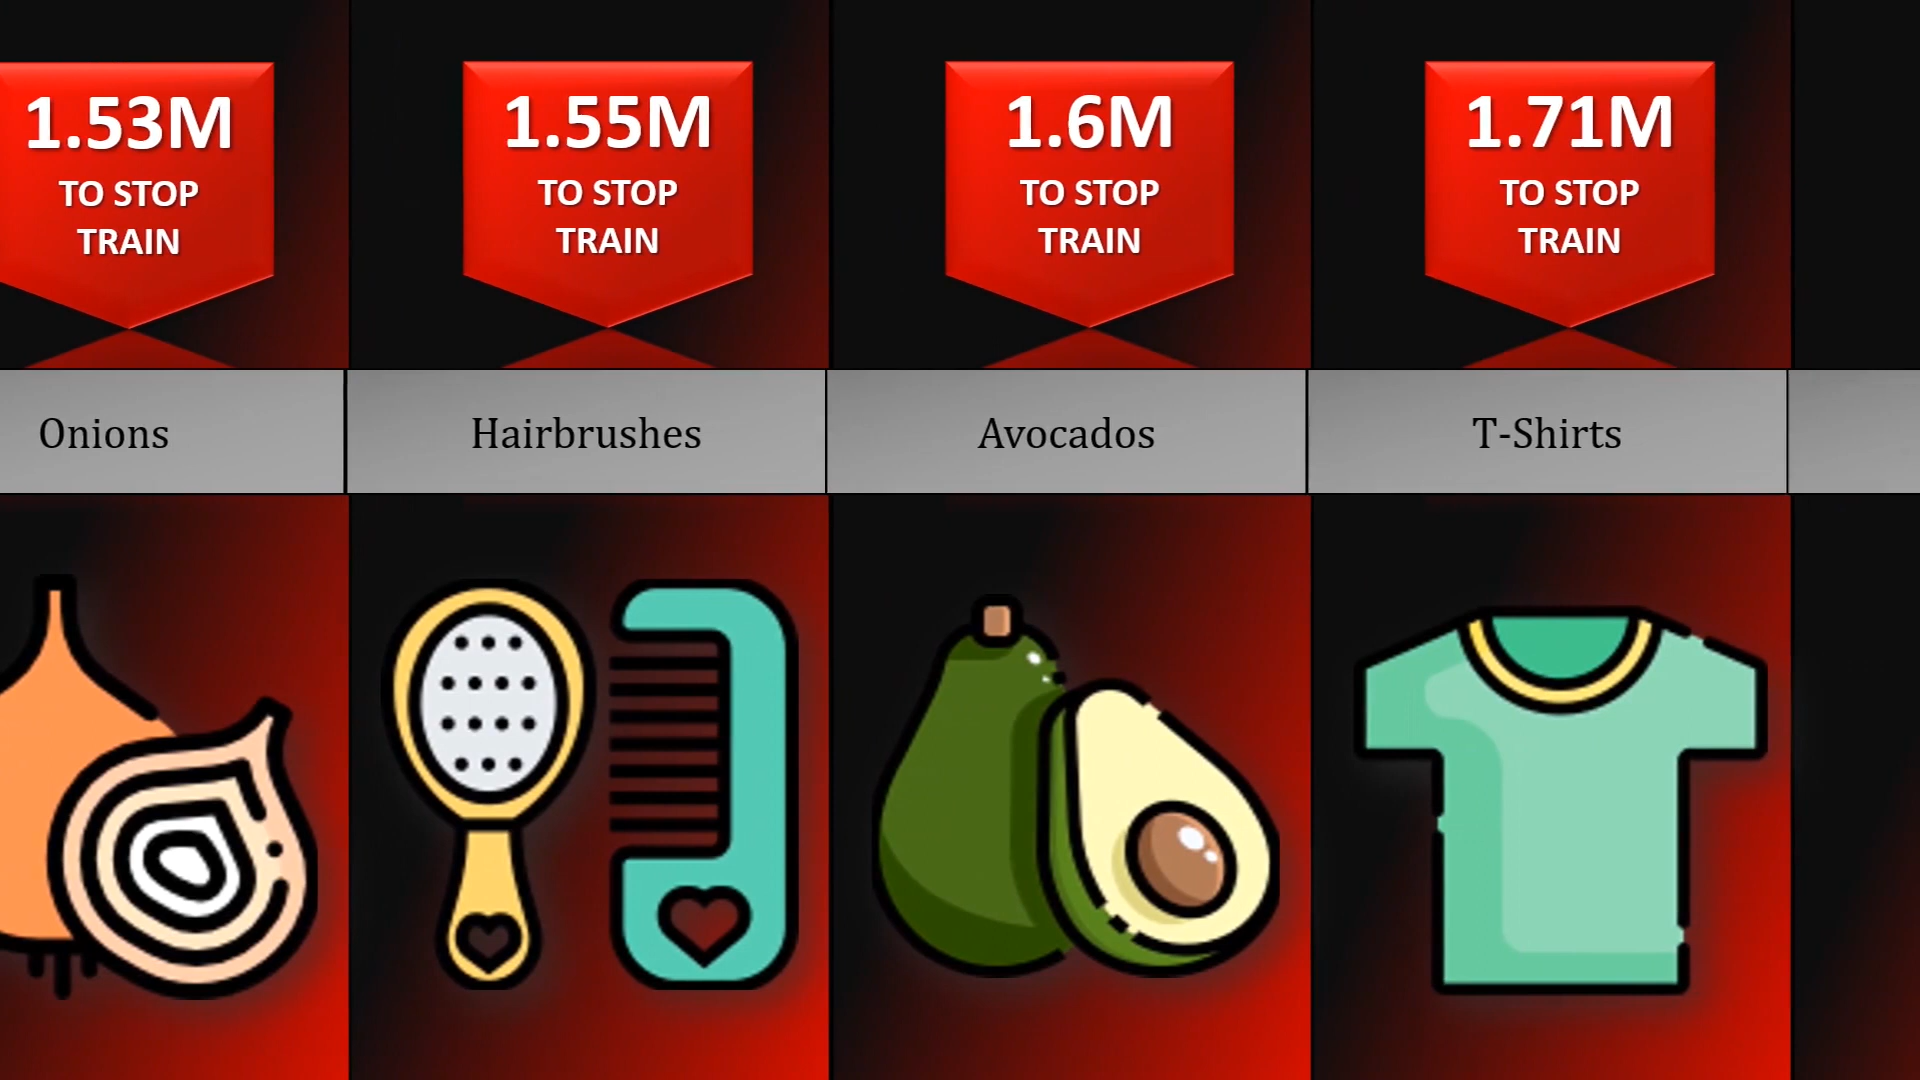 1.53M
TO STOP
TRAIN
1.55M
TO STOP
TRAIN
1.6M
TO STOP
TRAIN
1.71M
TO STOP
TRAIN
Onions
Hairbrushes
Avocados
T-Shirts